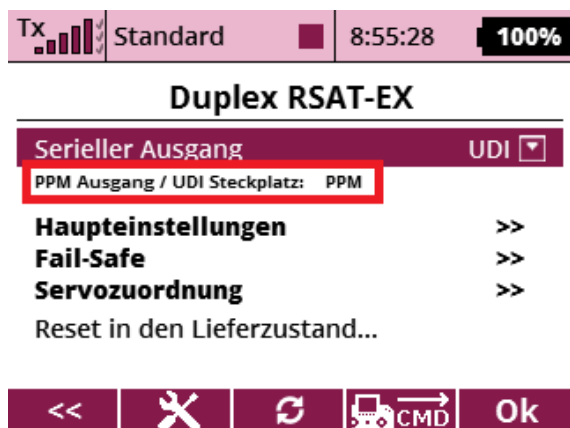 Tx Standard 8:55:28 100%
Duplex RSAT-EX
Serieller Ausgang UDI
PPM Ausgang / UDI Steckplatz: PPM
Haupteinstellungen >>
Fail-Safe >>
Servozuordnung >>
Reset in den Lieferzustand...
<< CMD Ok